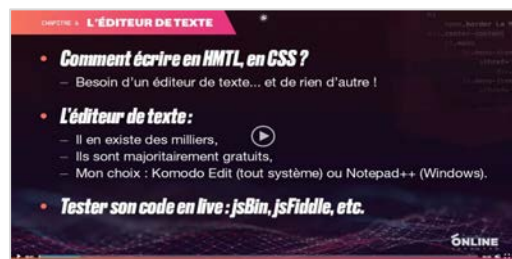 CHAPITRE 4 L'ÉDITEUR DE TEXTE
• Comment écrire en HMTL, en CSS ?
– Besoin d'un éditeur de texte... et de rien d'autre !
• L'éditeur de texte :
– Il en existe des milliers,
– Ils sont majoritairement gratuits,
– Mon choix : Komodo Edit (tout système) ou Notepad++ (Windows).
• Tester son code en live : jsBin, jsFiddle, etc.
ÔNLINE